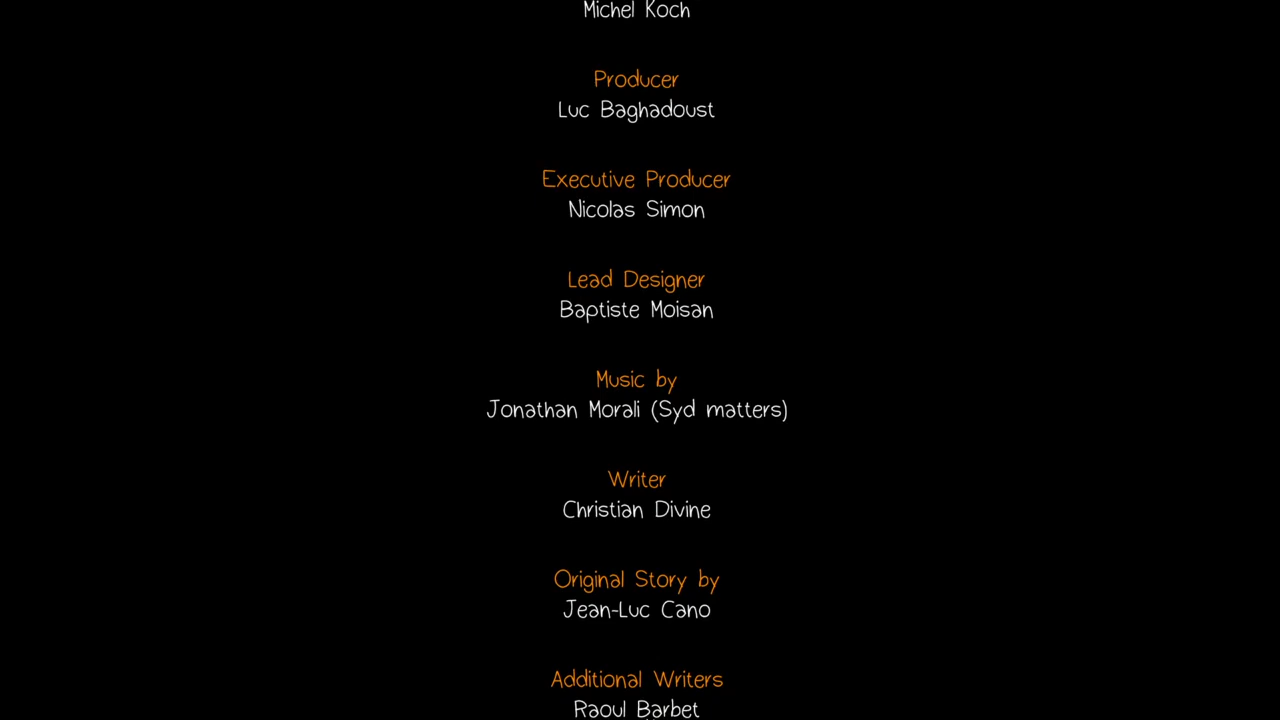 Michel Koch
Producer
Luc Baghadoust
Executive Producer
Nicolas Simon
Lead Designer
Baptiste Moisan
Music by
Jonathan Morali (Syd matters)
Writer
Christian Divine
Original Story by
Jean-Luc Cano
Additional Writers
Raoul Barbet